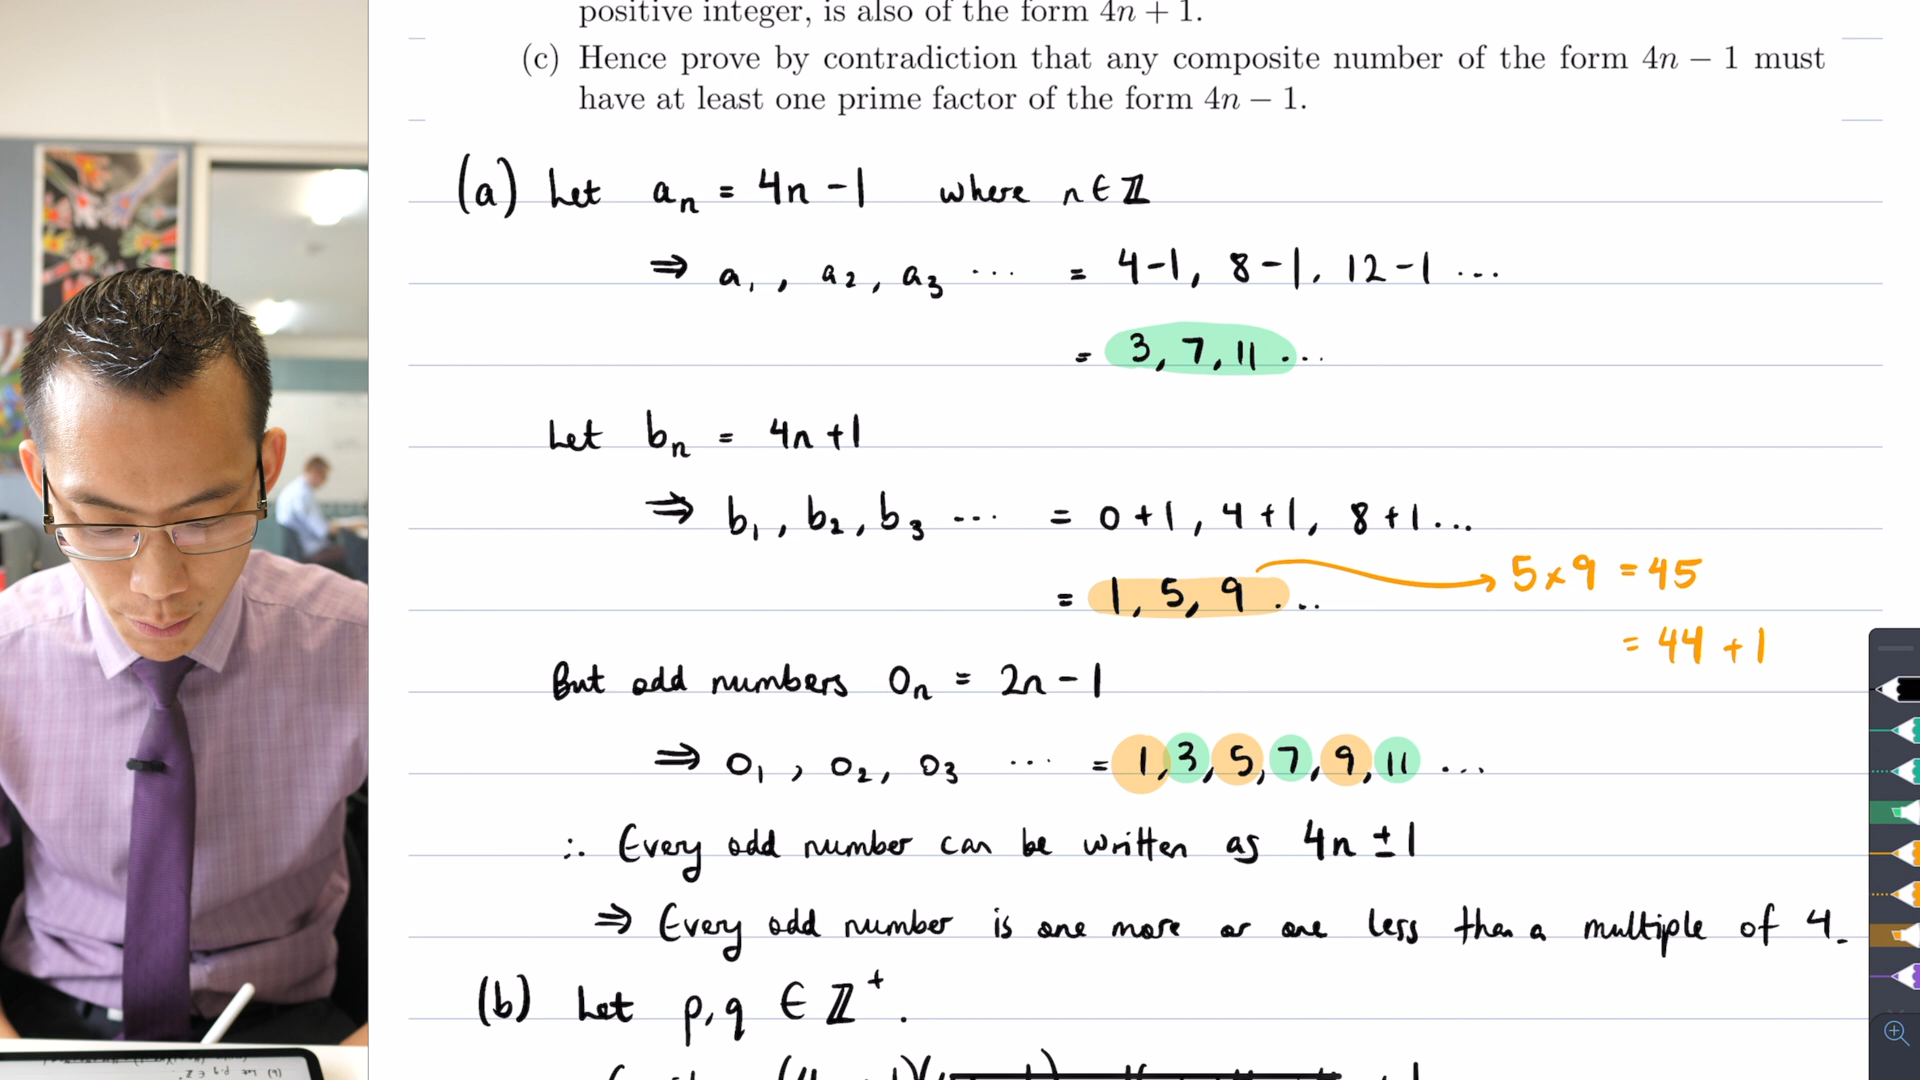 positive integer, is also of the form 4n + 1.
(c) Hence prove by contradiction that any composite number of the form 4n − 1 must
have at least one prime factor of the form 4n − 1.
(a) Let aₙ = 4n − 1 where n ∈ ℤ
⇒ a₁, a₂, a₃ ... = 4−1, 8−1, 12−1 ...
= 3, 7, 11 ...
Let bₙ = 4n + 1
⇒ b₁, b₂, b₃ ... = 0+1, 4+1, 8+1...
= 1, 5, 9 ... → 5 × 9 = 45
= 44 + 1
But odd numbers Oₙ = 2n − 1
⇒ O₁, O₂, O₃ ... = 1, 3, 5, 7, 9, 11 ...
∴ Every odd number can be written as 4n ± 1
⇒ Every odd number is one more or one less than a multiple of 4.
(b) Let p, q ∈ ℤ⁺.